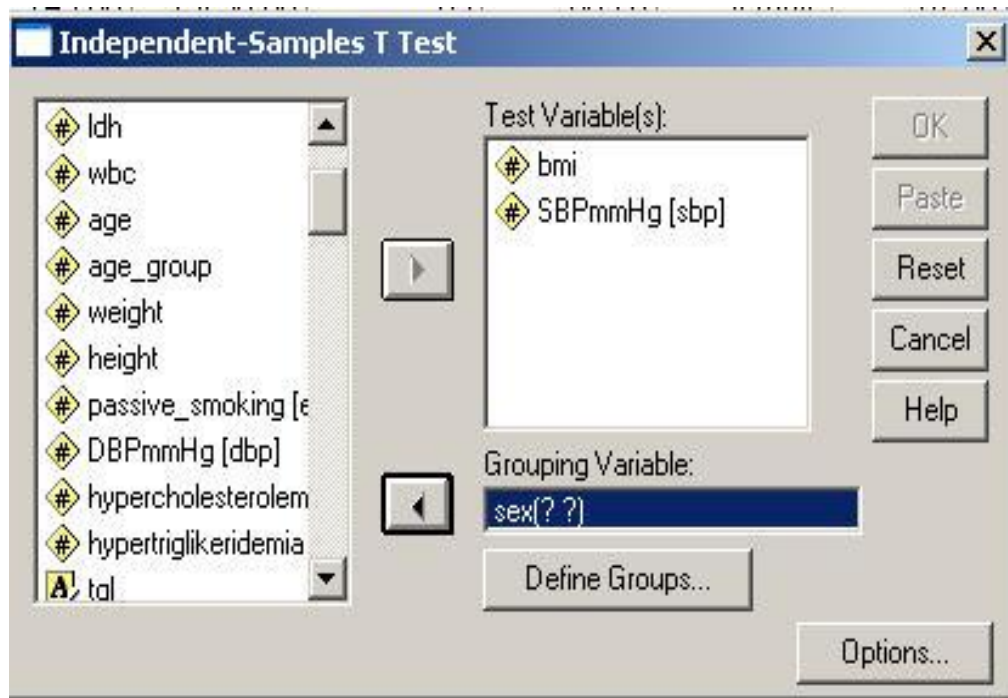 Independent-Samples T Test
ldh
wbc
age
age_group
weight
height
passive_smoking [e
DBPmmHg [dbp]
hypercholesterolem
hypertriglikeridemia
tgl
Test Variable(s):
bmi
SBPmmHg [sbp]
Grouping Variable:
sex(? ?)
Define Groups...
OK
Paste
Reset
Cancel
Help
Options...